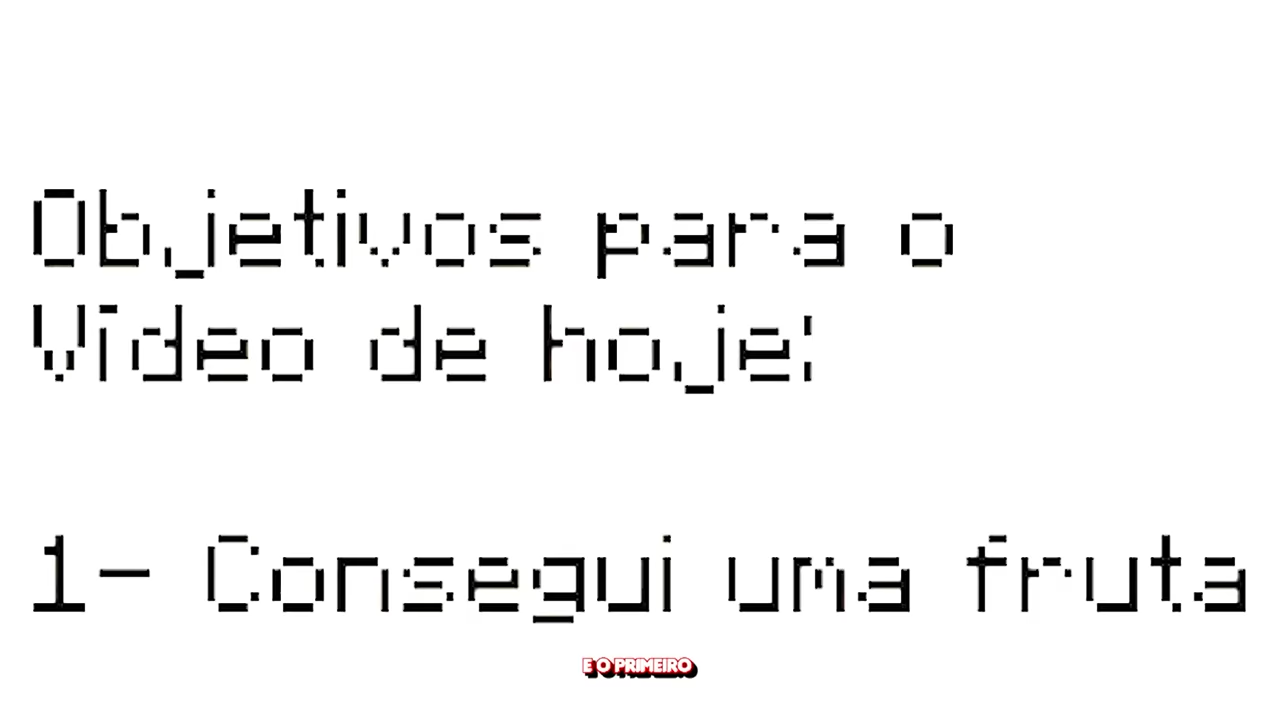 Objetivos para o
Vídeo de hoje:
1- Consegui uma fruta
E O PRIMEIRO